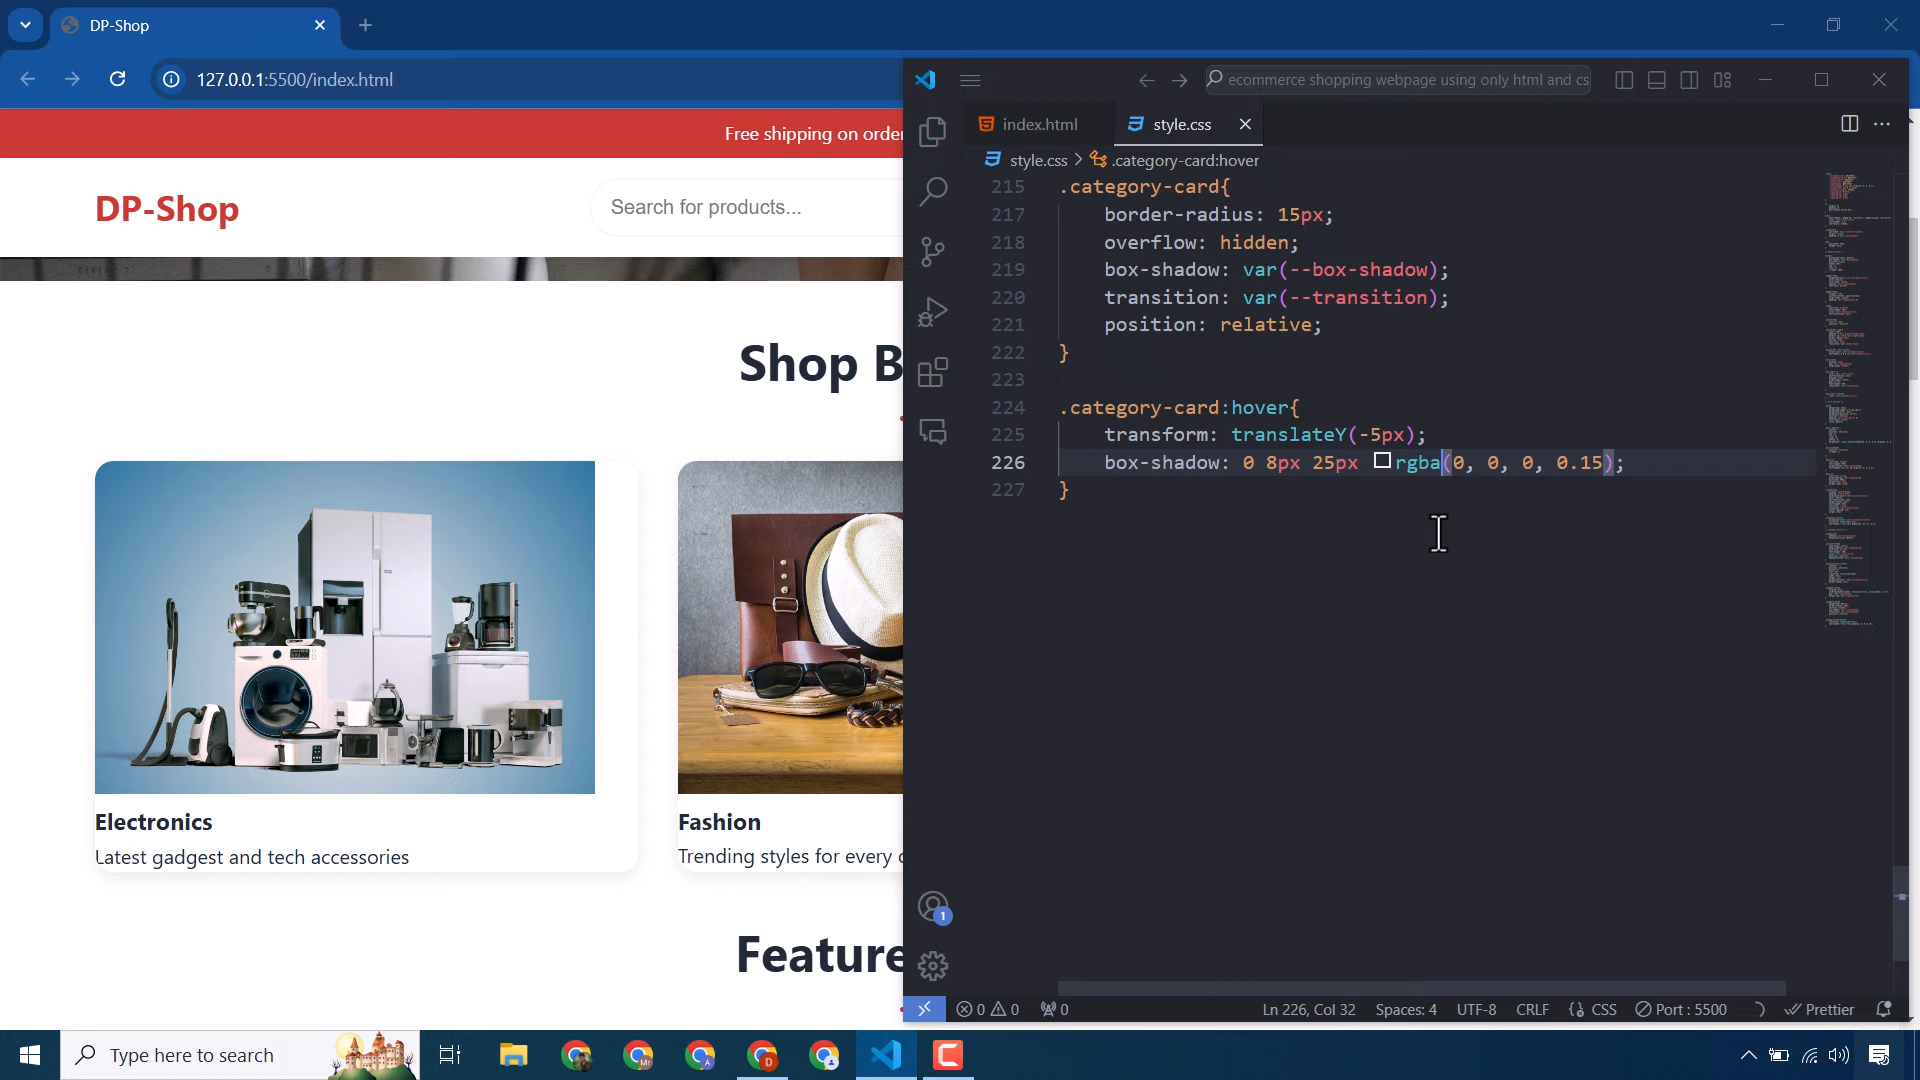 DP-Shop
127.0.0.1:5500/index.html
Free shipping on order
DP-Shop
Search for products...
Shop B
Electronics
Latest gadgest and tech accessories
Fashion
Trending styles for every
Feature
ecommerce shopping webpage using only html and cs
index.html
style.css
style.css > .category-card:hover
215 .category-card{
217 border-radius: 15px;
218 overflow: hidden;
219 box-shadow: var(--box-shadow);
220 transition: var(--transition);
221 position: relative;
222 }
223
224 .category-card:hover{
225 transform: translateY(-5px);
226 box-shadow: 0 8px 25px rgba(0, 0, 0, 0.15);
227 }
1
0 0 0
Ln 226, Col 32 Spaces: 4 UTF-8 CRLF {} CSS Port : 5500 Prettier
Type here to search